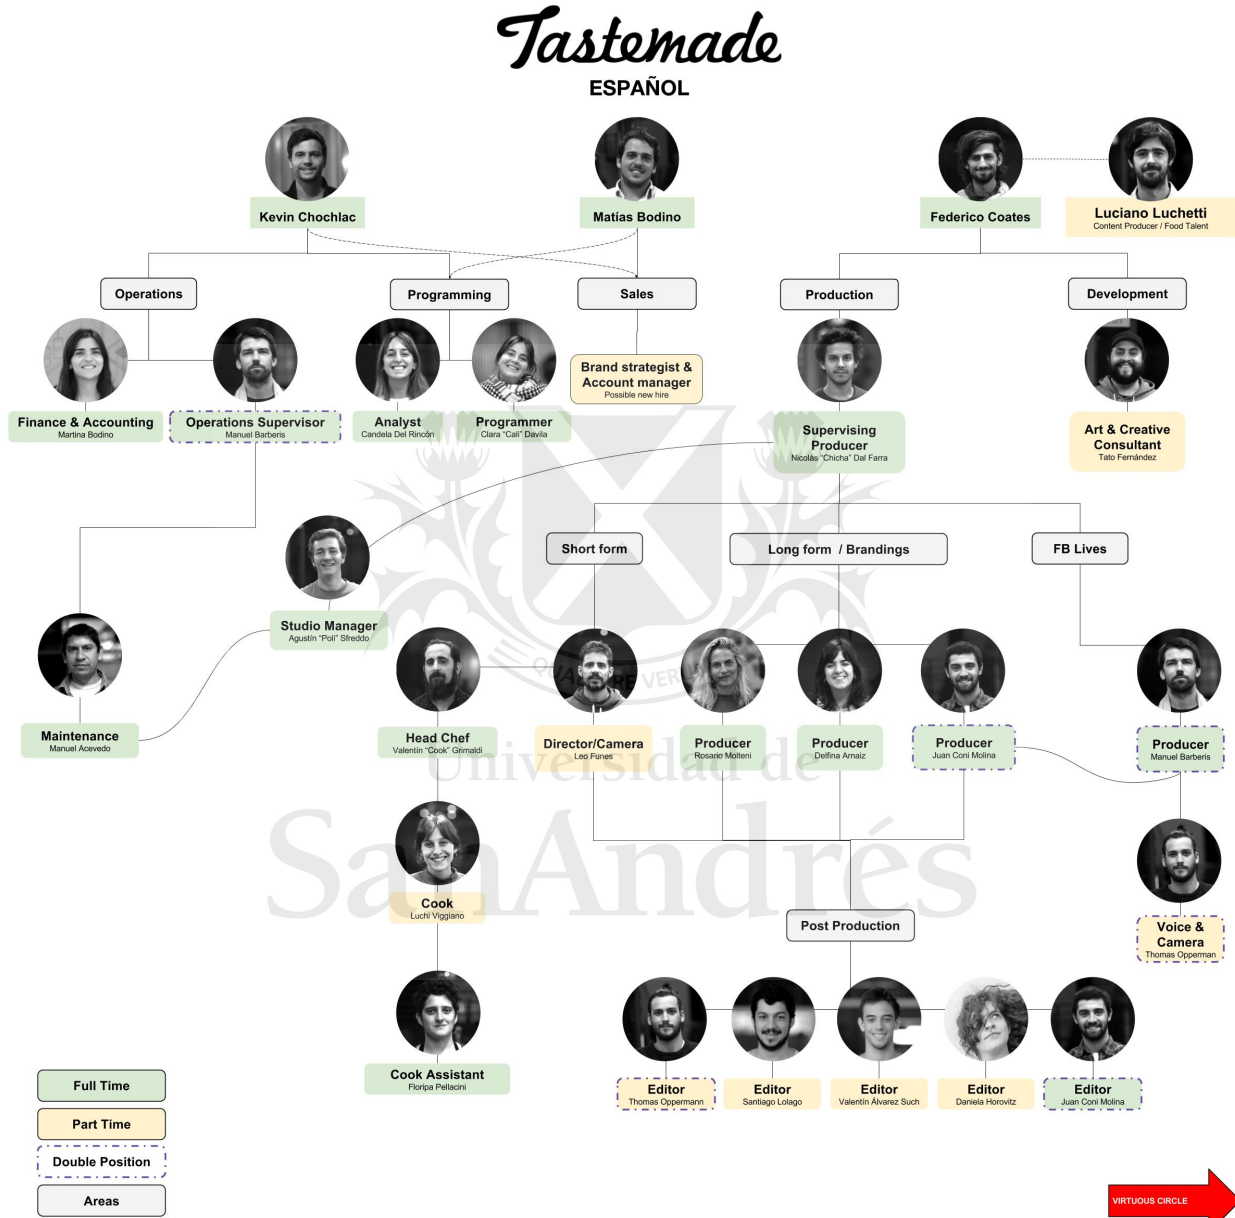 Tastemade
ESPAÑOL
Kevin Chochlac
Matías Bodino
Federico Coates
Luciano Luchetti
Content Producer / Food Talent
Operations
Programming
Sales
Production
Development
Finance & Accounting
Martina Bodino
Operations Supervisor
Manuel Barberis
Analyst
Candela Del Rincón
Programmer
Clara "Cali" Davila
Brand strategist &
Account manager
Possible new hire
Supervising
Producer
Nicolás "Chicha" Dal Farra
Art & Creative
Consultant
Tato Fernández
Short form
Long form / Brandings
FB Lives
Studio Manager
Agustín "Poli" Sfreddo
Maintenance
Manuel Acevedo
Head Chef
Valentín "Cook" Grimaldi
Director/Camera
Leo Funes
Producer
Rosario Molteni
Producer
Delfina Arnaiz
Producer
Juan Coni Molina
Producer
Manuel Barberis
Universidad de
SanAndrés
Cook
Luchi Viggiano
Post Production
Voice &
Camera
Thomas Opperman
Cook Assistant
Floripa Pellacini
Editor
Thomas Oppermann
Editor
Santiago Lolago
Editor
Valentín Álvarez Such
Editor
Daniela Horovitz
Editor
Juan Coni Molina
Full Time
Part Time
Double Position
Areas
VIRTUOUS CIRCLE